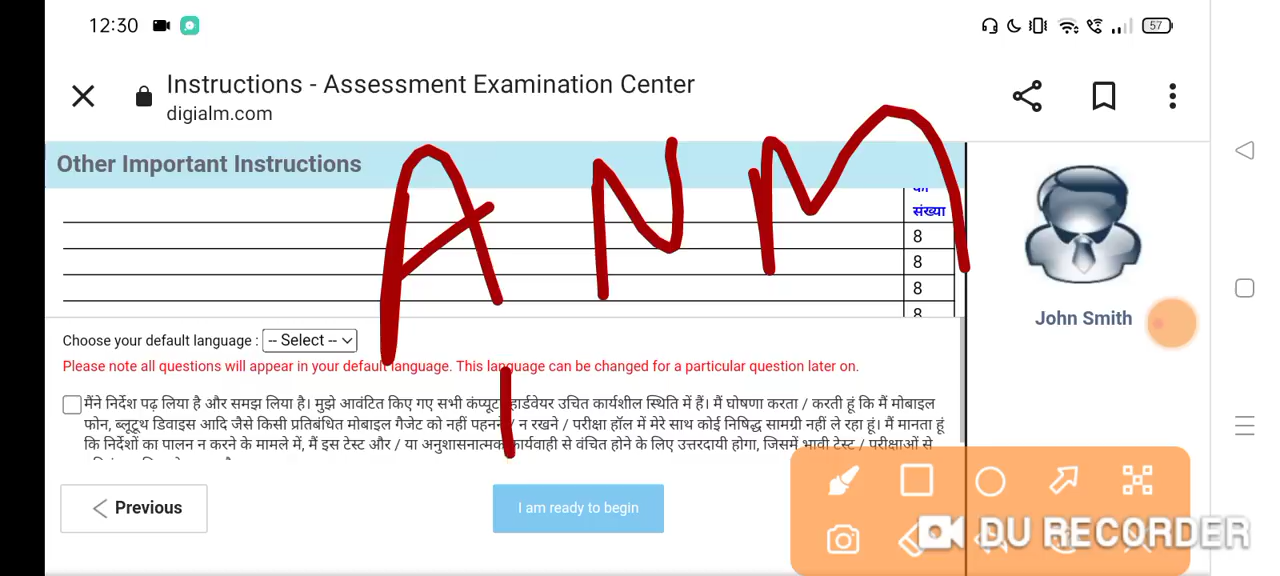 12:30
57
Instructions - Assessment Examination Center
digialm.com
Other Important Instructions
ANM
संख्या
8
8
8
8
John Smith
Choose your default language : -- Select --
Please note all questions will appear in your default language. This language can be changed for a particular question later on.
मैंने निर्देश पढ़ लिया है और समझ लिया है। मुझे आवंटित किए गए सभी कंप्यूटर हार्डवेयर उचित कार्यशील स्थिति में हैं। मैं घोषणा करता / करती हूं कि मैं मोबाइल
फोन, ब्लूटूथ डिवाइस आदि जैसे किसी प्रतिबंधित मोबाइल गैजेट को नहीं पहनने / न रखने / परीक्षा हॉल में मेरे साथ कोई निषिद्ध सामग्री नहीं ले रहा हूं। मैं मानता हूं
कि निर्देशों का पालन न करने के मामले में, मैं इस टेस्ट और / या अनुशासनात्मक कार्यवाही से वंचित होने के लिए उत्तरदायी होगा, जिसमें भावी टेस्ट / परीक्षाओं से
Previous
I am ready to begin
DU RECORDER